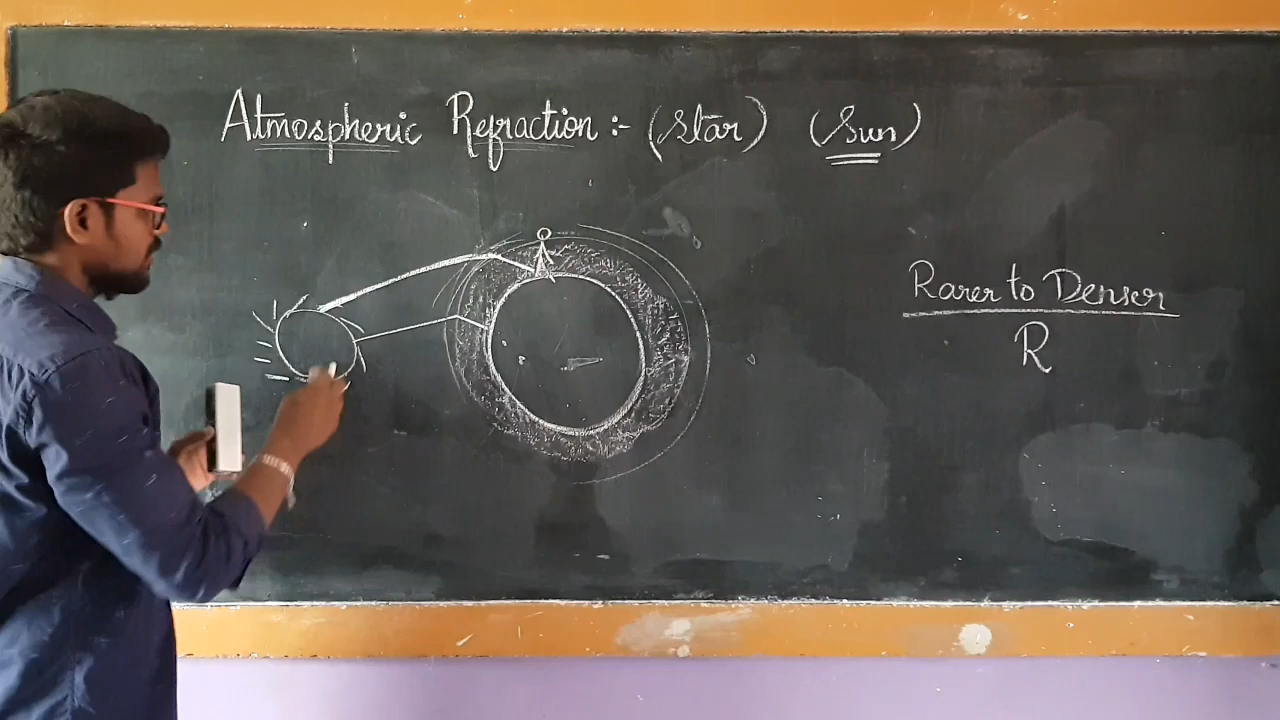 Atmospheric Refraction :- (Star) (Sun)
Rarer to Denser
R